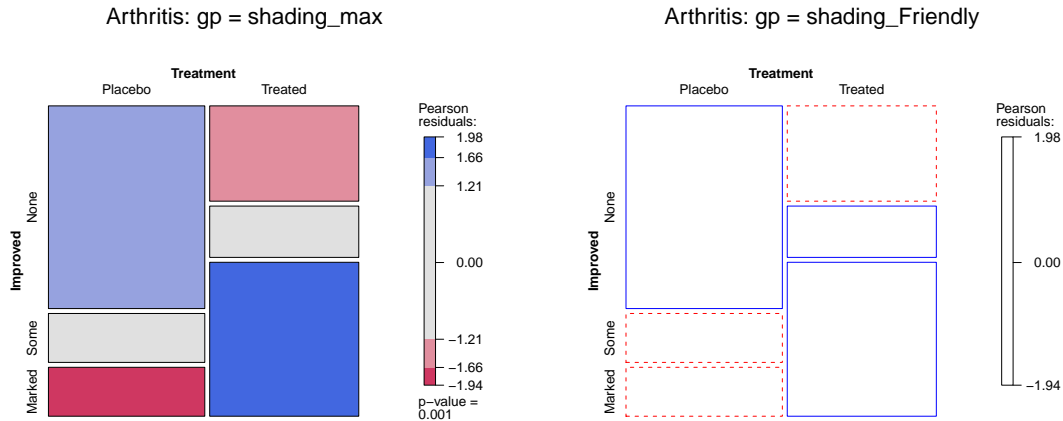 Arthritis: gp = shading_max
Treatment
Placebo Treated
Improved
None
Some
Marked
Pearson
residuals:
1.98
1.66
1.21
0.00
−1.21
−1.66
−1.94
p−value =
0.001
Arthritis: gp = shading_Friendly
Treatment
Placebo Treated
Improved
None
Some
Marked
Pearson
residuals:
1.98
0.00
−1.94